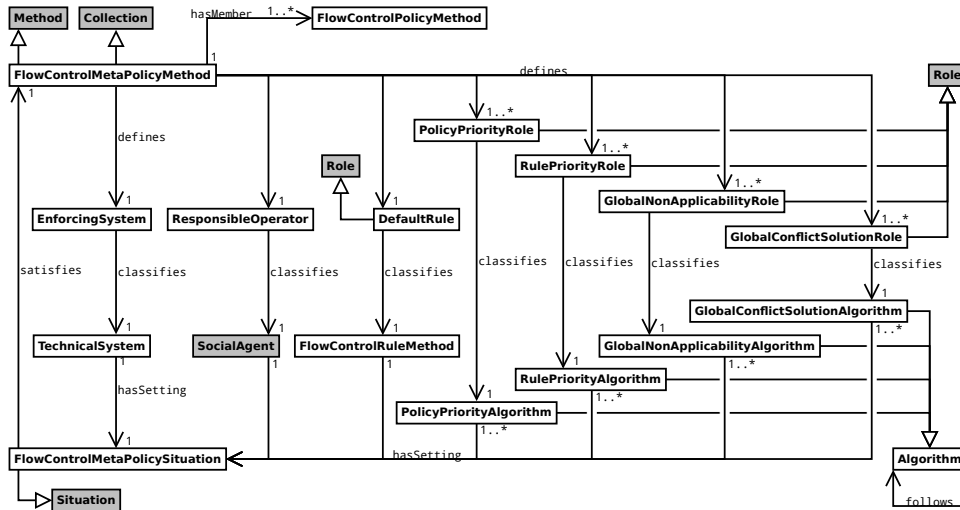 Method
Collection
hasMember
1..*
FlowControlPolicyMethod
1
FlowControlMetaPolicyMethod
1
defines
Role
1..*
PolicyPriorityRole
defines
1..*
RulePriorityRole
Role
1..*
GlobalNonApplicabilityRole
1
EnforcingSystem
1
ResponsibleOperator
1
DefaultRule
1..*
GlobalConflictSolutionRole
satisfies
classifies
classifies
classifies
classifies
classifies
classifies
classifies
1
GlobalConflictSolutionAlgorithm
1..*
1
TechnicalSystem
1
1
SocialAgent
1
1
FlowControlRuleMethod
1
1
GlobalNonApplicabilityAlgorithm
1..*
1
RulePriorityAlgorithm
1..*
hasSetting
1
PolicyPriorityAlgorithm
1..*
1
FlowControlMetaPolicySituation
hasSetting
Algorithm
Situation
follows